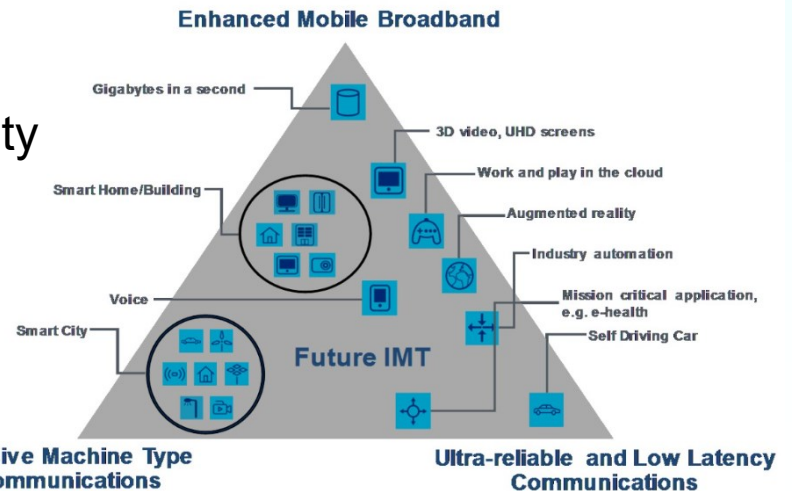 Enhanced Mobile Broadband
Gigabytes in a second
ty
3D video, UHD screens
Work and play in the cloud
Smart Home/Building
Augmented reality
Industry automation
Voice
Mission critical application,
e.g. e-health
Smart City
Self Driving Car
Future IMT
ive Machine Type
ommunications
Ultra-reliable and Low Latency
Communications